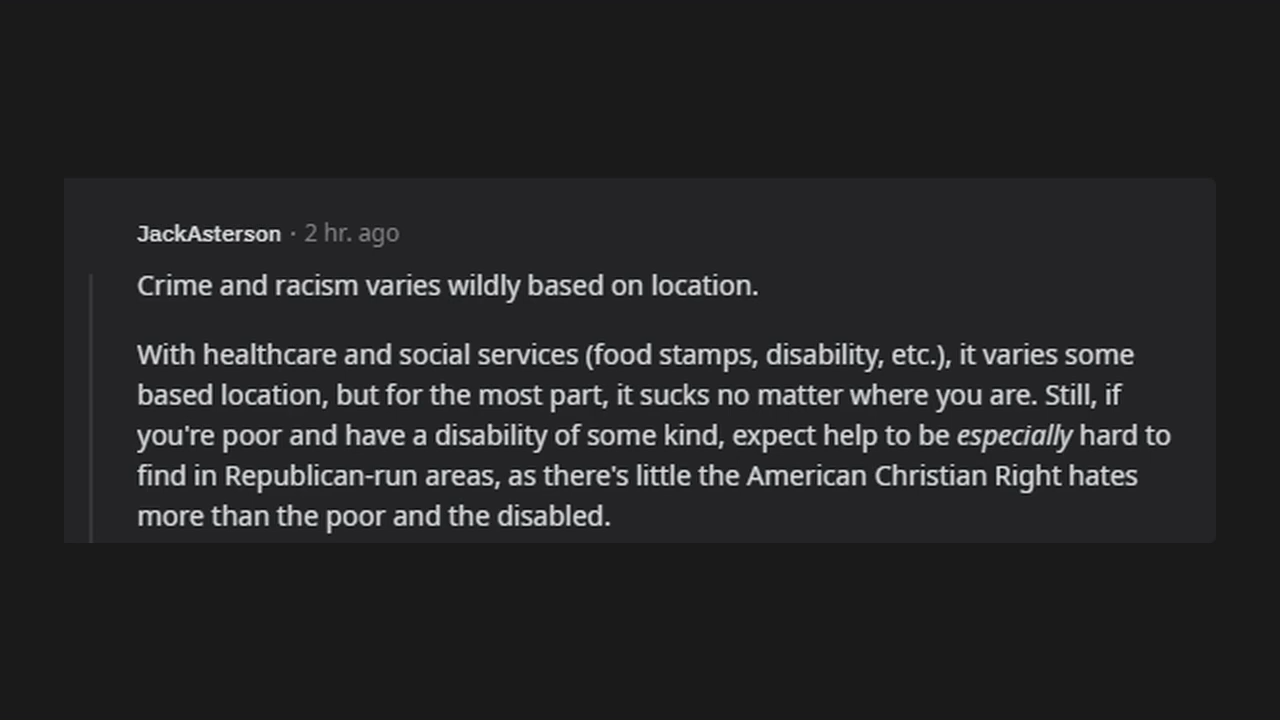 JackAsterson · 2 hr. ago
Crime and racism varies wildly based on location.
With healthcare and social services (food stamps, disability, etc.), it varies some
based location, but for the most part, it sucks no matter where you are. Still, if
you're poor and have a disability of some kind, expect help to be especially hard to
find in Republican-run areas, as there's little the American Christian Right hates
more than the poor and the disabled.